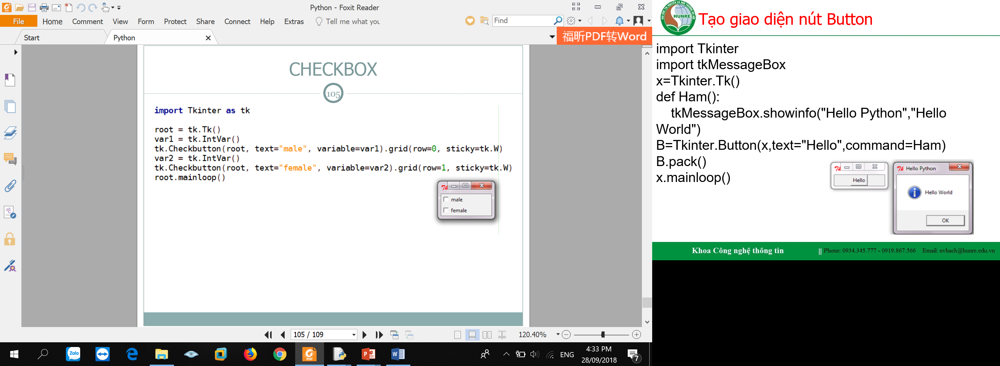 Python - Foxit Reader
File Home Comment View Form Protect Share Connect Help Extras Tell me what you
Find
Start Python
福昕PDF转Word
CHECKBOX
105
import Tkinter as tk
root = tk.Tk()
var1 = tk.IntVar()
tk.Checkbutton(root, text="male", variable=var1).grid(row=0, sticky=tk.W)
var2 = tk.IntVar()
tk.Checkbutton(root, text="female", variable=var2).grid(row=1, sticky=tk.W)
root.mainloop()
male
female
105 / 109
120.40%
Zalo
ENG
4:33 PM
28/09/2018
7
HUNRE
Tạo giao diện nút Button
import Tkinter
import tkMessageBox
x=Tkinter.Tk()
def Ham():
tkMessageBox.showinfo("Hello Python","Hello
World")
B=Tkinter.Button(x,text="Hello",command=Ham)
B.pack()
x.mainloop()
Hello
Hello Python
Hello World
OK
Khoa Công nghệ thông tin || Phone: 0934.345.777 - 0919.867.566 Email: nvhach@hunre.edu.vn